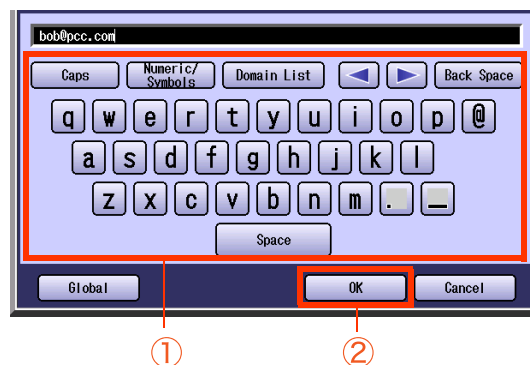 bob@pcc.com
Caps Numeric/ Symbols Domain List Back Space
q w e r t y u i o p @
a s d f g h j k l
z x c v b n m . _
Space
Global OK Cancel
① ②